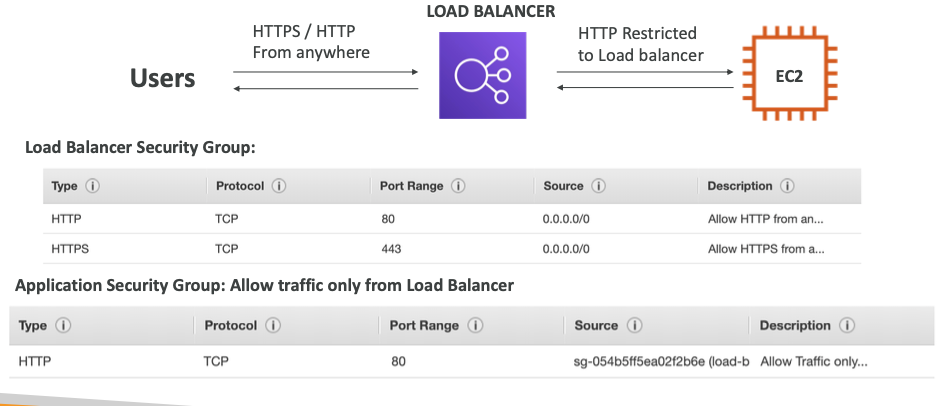 LOAD BALANCER
HTTPS / HTTP
From anywhere
HTTP Restricted
to Load balancer
Users
EC2
Load Balancer Security Group:
Type Protocol Port Range Source Description
HTTP TCP 80 0.0.0.0/0 Allow HTTP from an...
HTTPS TCP 443 0.0.0.0/0 Allow HTTPS from a...
Application Security Group: Allow traffic only from Load Balancer
Type Protocol Port Range Source Description
HTTP TCP 80 sg-054b5ff5ea02f2b6e (load-b Allow Traffic only...